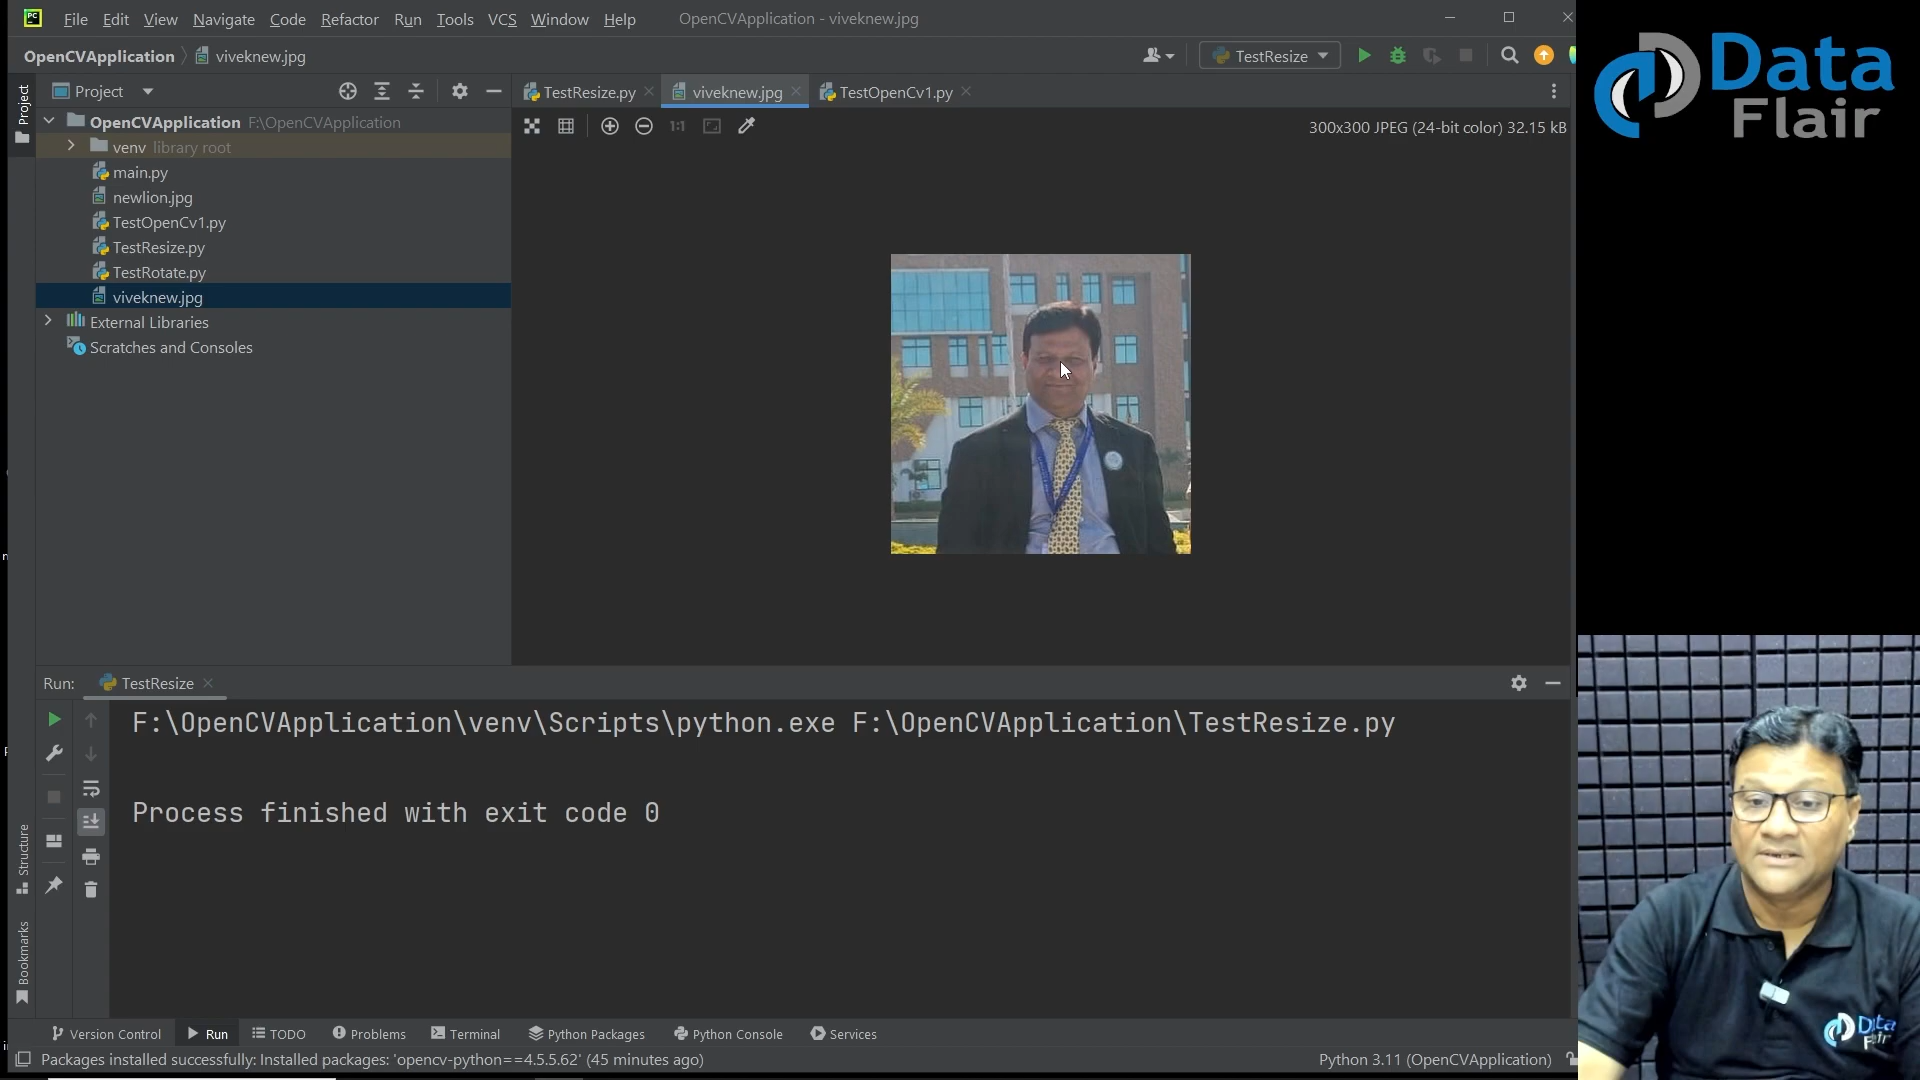 File Edit View Navigate Code Refactor Run Tools VCS Window Help OpenCVApplication - viveknew.jpg
OpenCVApplication viveknew.jpg TestResize
Project
Project
TestResize.py viveknew.jpg TestOpenCv1.py
OpenCVApplication F:\OpenCVApplication
1:1 300x300 JPEG (24-bit color) 32.15 kB
venv library root
main.py
newlion.jpg
TestOpenCv1.py
TestResize.py
TestRotate.py
viveknew.jpg
External Libraries
Scratches and Consoles
Run: TestResize
F:\OpenCVApplication\venv\Scripts\python.exe F:\OpenCVApplication\TestResize.py
Process finished with exit code 0
Structure
Bookmarks
Version Control Run TODO Problems Terminal Python Packages Python Console Services
Packages installed successfully: Installed packages: 'opencv-python==4.5.5.62' (45 minutes ago) Python 3.11 (OpenCVApplication)
Data
Flair
Data
Flair